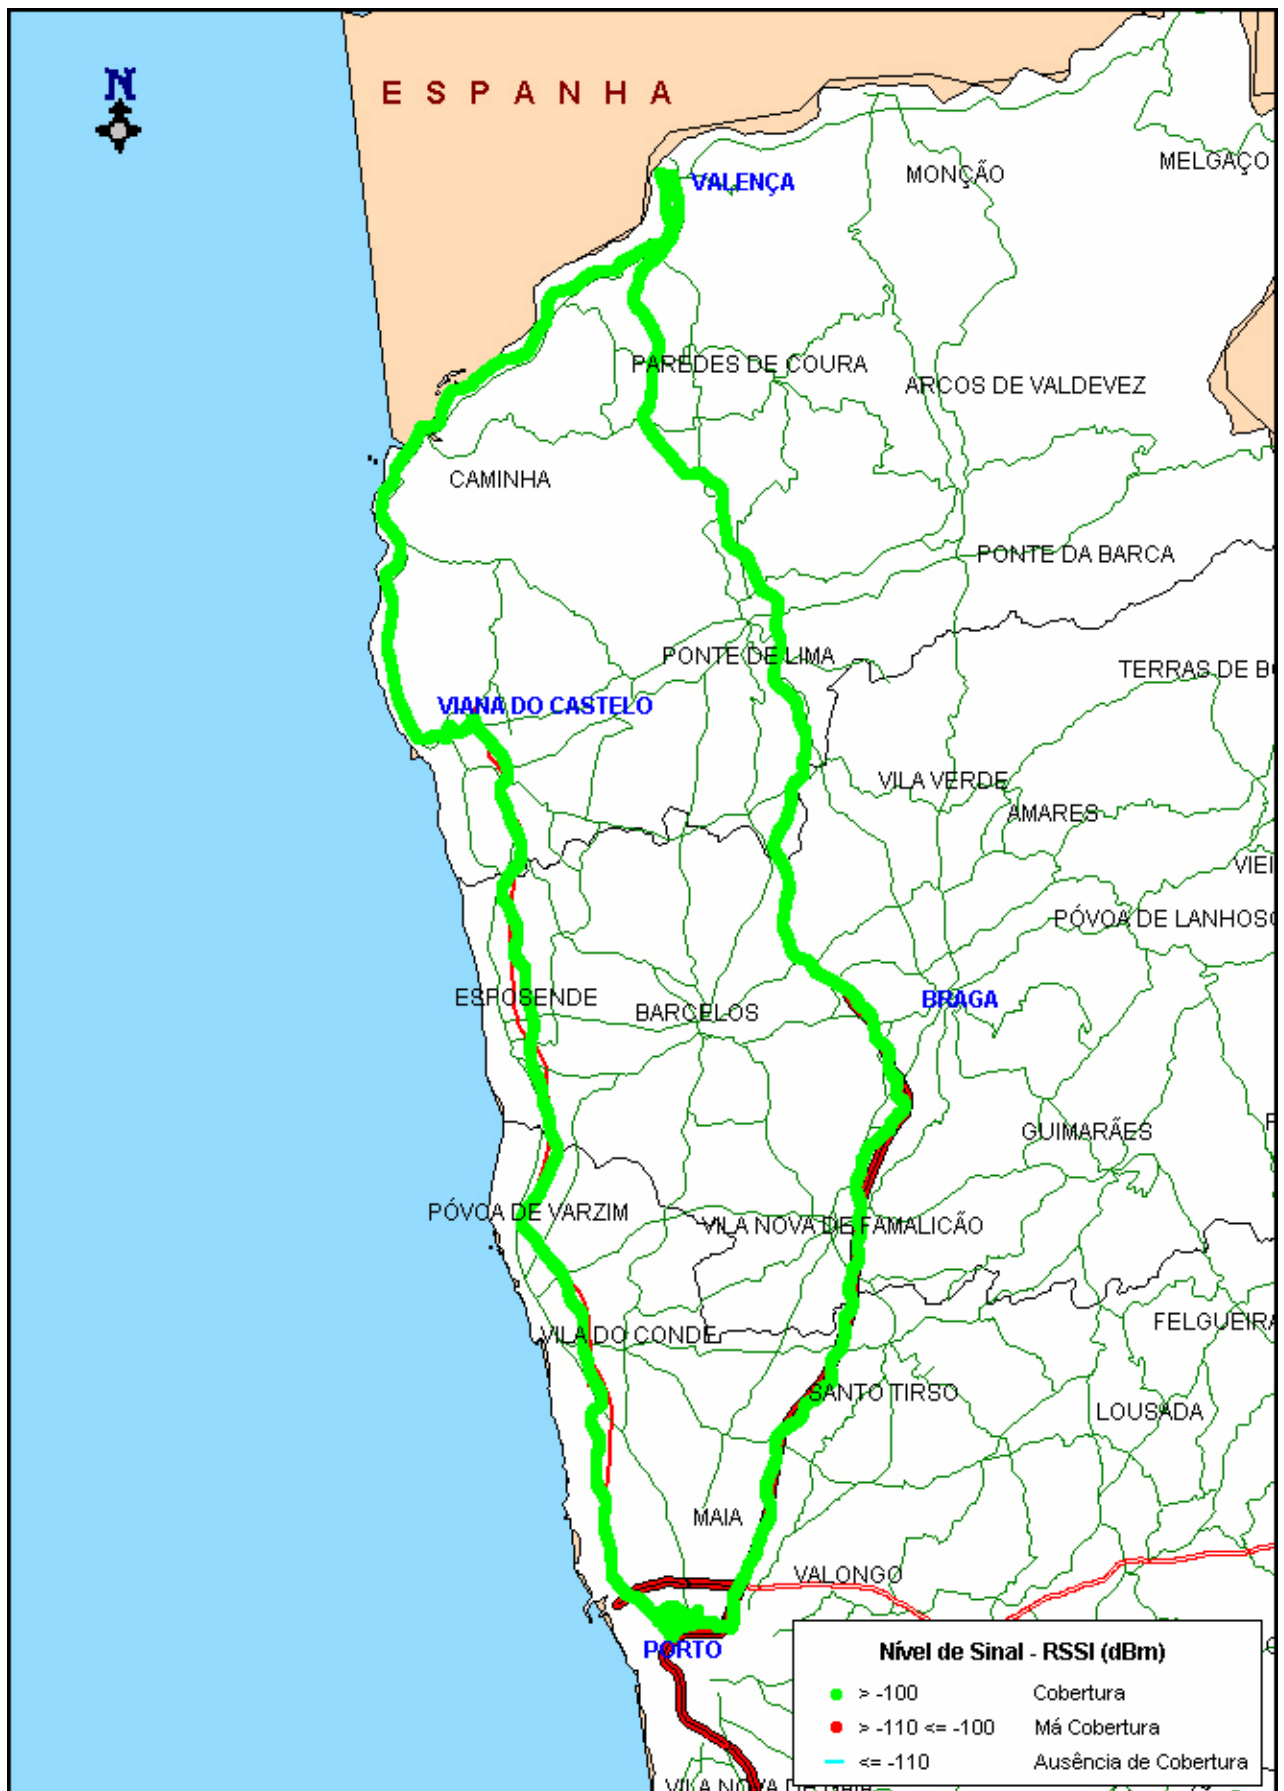 N
ESPANHA
VALENÇA
MONÇÃO
MELGAÇO
PAREDES DE COURA
ARCOS DE VALDEVEZ
CAMINHA
PONTE DA BARCA
PONTE DE LIMA
TERRAS DE B
VIANA DO CASTELO
VILA VERDE
AMARES
VIEI
PÓVOA DE LANHOSO
ESPOSENDE
BARCELOS
BRAGA
GUIMARÃES
PÓVOA DE VARZIM
VILA NOVA DE FAMALICÃO
VILA DO CONDE
FELGUEIRA
SANTO TIRSO
LOUSADA
MAIA
VALONGO
PORTO
Nível de Sinal - RSSI (dBm)
> -100 Cobertura
> -110 <= -100 Má Cobertura
<= -110 Ausência de Cobertura